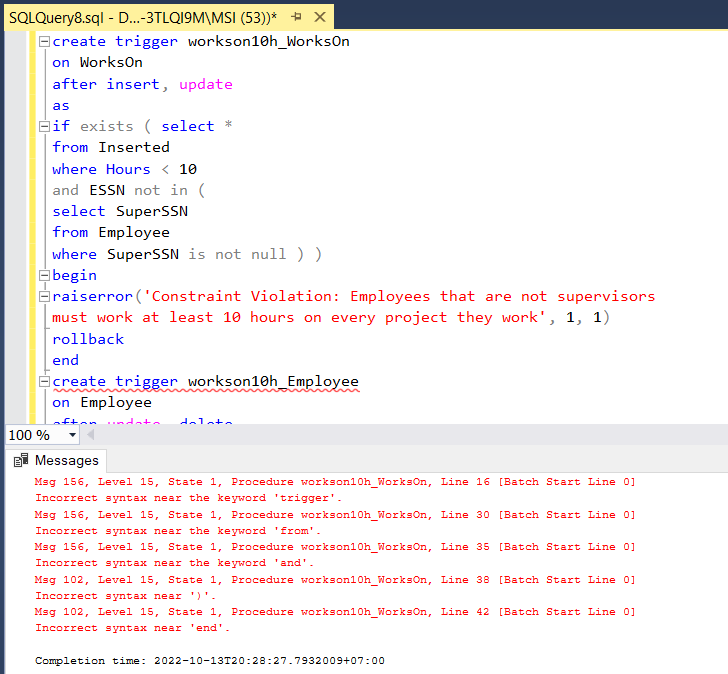 SQLQuery8.sql - D...-3TLQI9M\MSI (53))*
create trigger workson10h_WorksOn
on WorksOn
after insert, update
as
if exists ( select *
from Inserted
where Hours < 10
and ESSN not in (
select SuperSSN
from Employee
where SuperSSN is not null ) )
begin
raiserror('Constraint Violation: Employees that are not supervisors
must work at least 10 hours on every project they work', 1, 1)
rollback
end
create trigger workson10h_Employee
on Employee
after update, delete
100 %
Messages
Msg 156, Level 15, State 1, Procedure workson10h_WorksOn, Line 16 [Batch Start Line 0]
Incorrect syntax near the keyword 'trigger'.
Msg 156, Level 15, State 1, Procedure workson10h_WorksOn, Line 30 [Batch Start Line 0]
Incorrect syntax near the keyword 'from'.
Msg 156, Level 15, State 1, Procedure workson10h_WorksOn, Line 35 [Batch Start Line 0]
Incorrect syntax near the keyword 'and'.
Msg 102, Level 15, State 1, Procedure workson10h_WorksOn, Line 38 [Batch Start Line 0]
Incorrect syntax near ')'.
Msg 102, Level 15, State 1, Procedure workson10h_WorksOn, Line 42 [Batch Start Line 0]
Incorrect syntax near 'end'.
Completion time: 2022-10-13T20:28:27.7932009+07:00